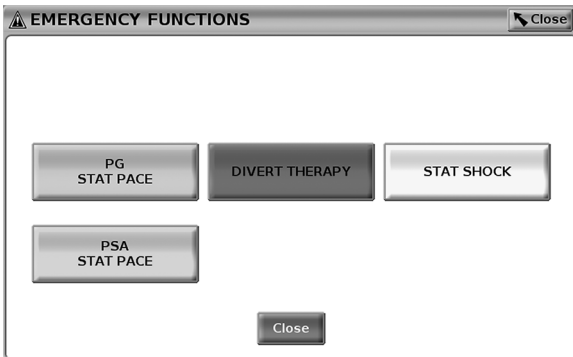 EMERGENCY FUNCTIONS
Close
PG
STAT PACE
DIVERT THERAPY
STAT SHOCK
PSA
STAT PACE
Close